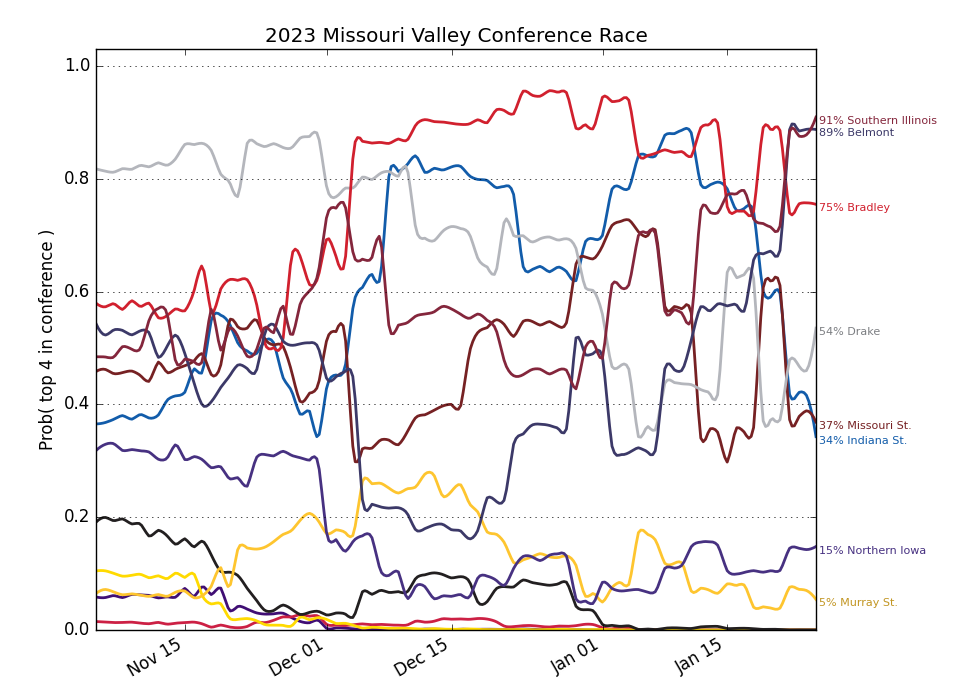 2023 Missouri Valley Conference Race
Prob( top 4 in conference )
1.0
0.8
0.6
0.4
0.2
0.0
91% Southern Illinois
89% Belmont
75% Bradley
54% Drake
37% Missouri St.
34% Indiana St.
15% Northern Iowa
5% Murray St.
Nov 15
Dec 01
Dec 15
Jan 01
Jan 15